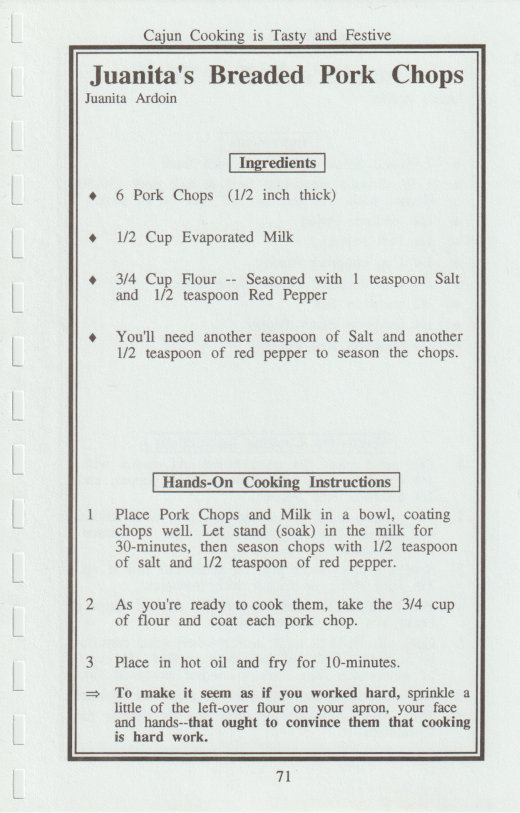 Cajun Cooking is Tasty and Festive
Juanita's Breaded Pork Chops
Juanita Ardoin
Ingredients
♦ 6 Pork Chops (1/2 inch thick)
♦ 1/2 Cup Evaporated Milk
♦ 3/4 Cup Flour -- Seasoned with 1 teaspoon Salt
and 1/2 teaspoon Red Pepper
♦ You'll need another teaspoon of Salt and another
1/2 teaspoon of red pepper to season the chops.
Hands-On Cooking Instructions
1 Place Pork Chops and Milk in a bowl, coating
chops well. Let stand (soak) in the milk for
30-minutes, then season chops with 1/2 teaspoon
of salt and 1/2 teaspoon of red pepper.
2 As you're ready to cook them, take the 3/4 cup
of flour and coat each pork chop.
3 Place in hot oil and fry for 10-minutes.
⇒ To make it seem as if you worked hard, sprinkle a
little of the left-over flour on your apron, your face
and hands--that ought to convince them that cooking
is hard work.
71